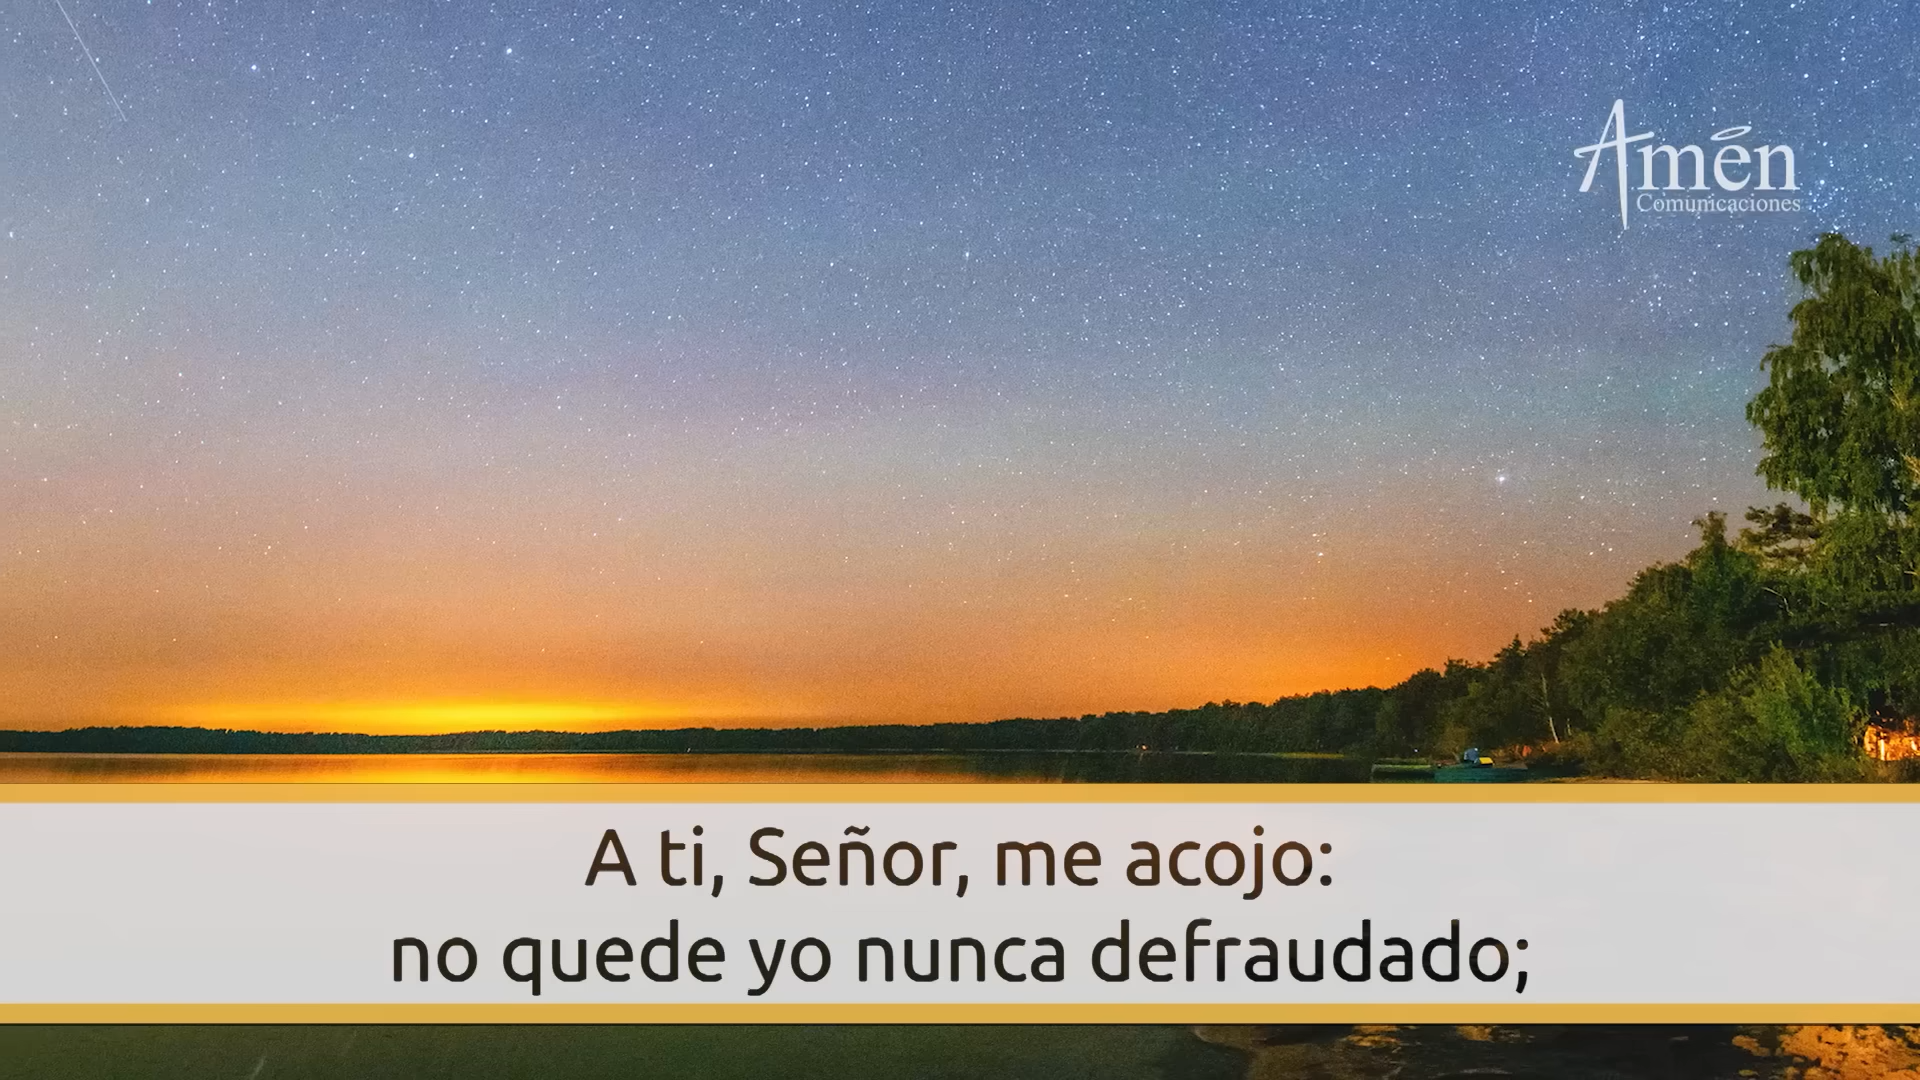 Amén
Comunicaciones
A ti, Señor, me acojo:
no quede yo nunca defraudado;